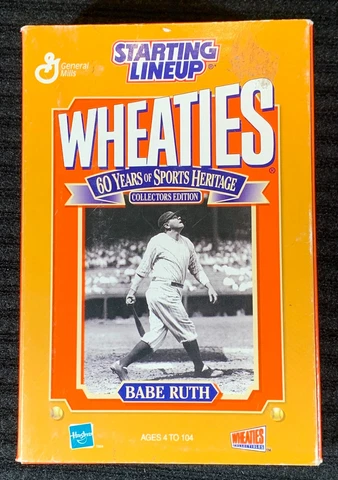 General
Mills
STARTING
LINEUP®
WHEATIES®
60 YEARS OF SPORTS HERITAGE
COLLECTORS EDITION
BABE RUTH
Hasbro
AGES 4 TO 104
WHEATIES
COLLECTIBLES